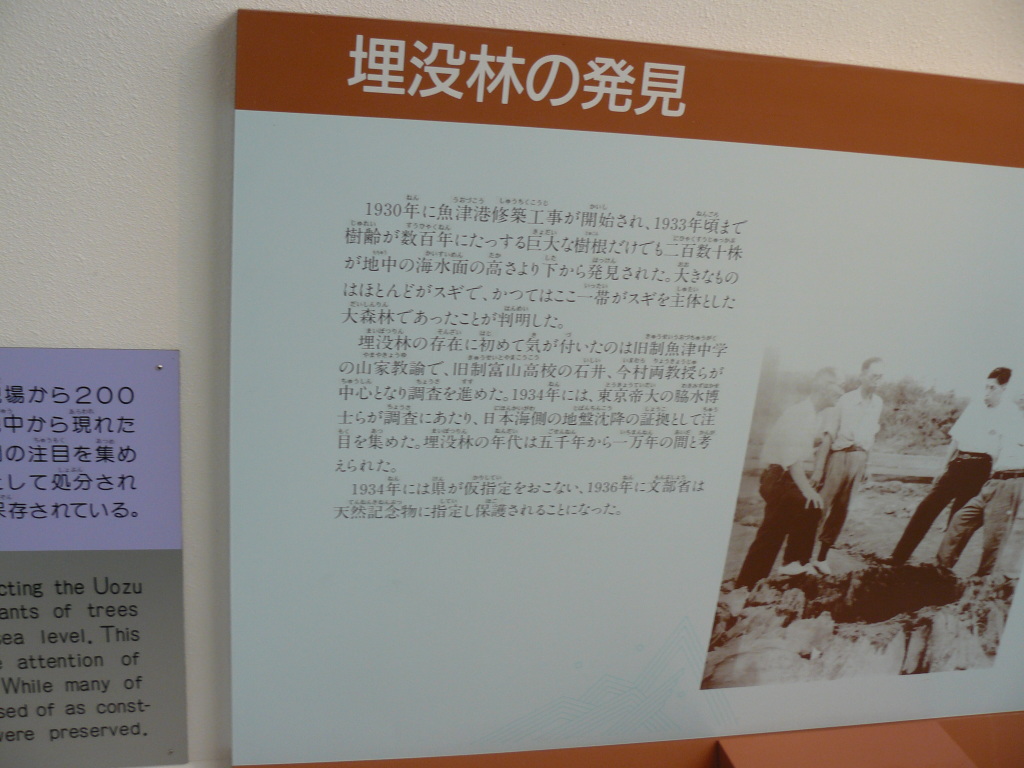 埋没林の発見
1930年に魚津港修築工事が開始され、1933年頃まで
樹齢が数百年にたっする巨大な樹根だけでも二百数十株
が地中の海水面の高さより下から発見された。大きなもの
はほとんどがスギで、かつてはここ一帯がスギを主体とした
大森林であったことが判明した。
埋没林の存在に初めて気が付いたのは旧制魚津中学
の山家教諭で、旧制富山高校の石井、今村両教授らが
中心となり調査を進めた。1934年には、東京帝大の脇水博
士らが調査にあたり、日本海側の地盤沈降の証拠として注
目を集めた。埋没林の年代は五千年から一万年の間と考
えられた。
1934年には県が仮指定をおこない、1936年に文部省は
天然記念物に指定し保護されることになった。
場から200
中から現れた
の注目を集め
として処分され
保存されている。
cting the Uozu
ants of trees
sea level. This
attention of
While many of
sed of as const-
were preserved.